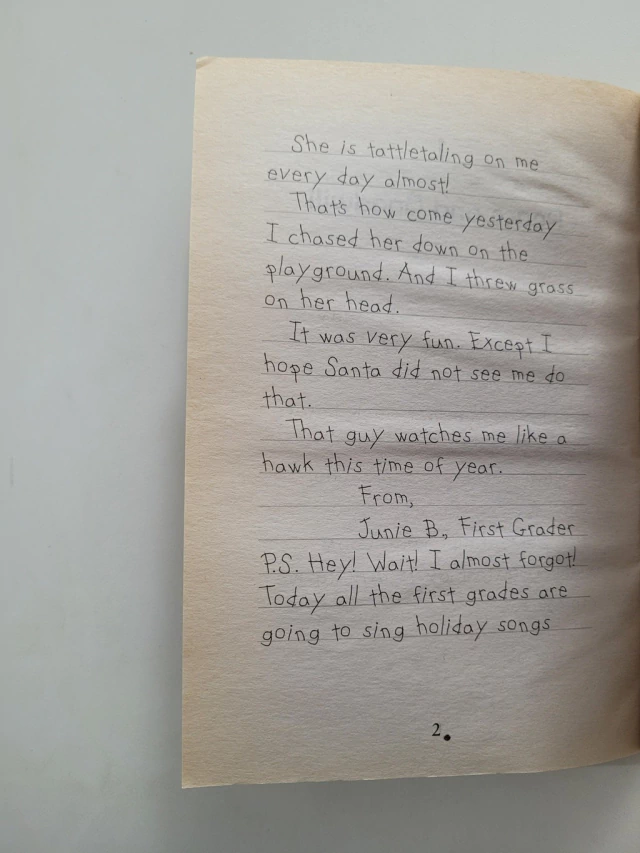 She is tattletaling on me
every day almost!
That's how come yesterday
I chased her down on the
playground. And I threw grass
on her head.
It was very fun. Except I
hope Santa did not see me do
that.
That guy watches me like a
hawk this time of year.
From,
Junie B., First Grader
P.S. Hey! Wait! I almost forgot!
Today all the first grades are
going to sing holiday songs
2